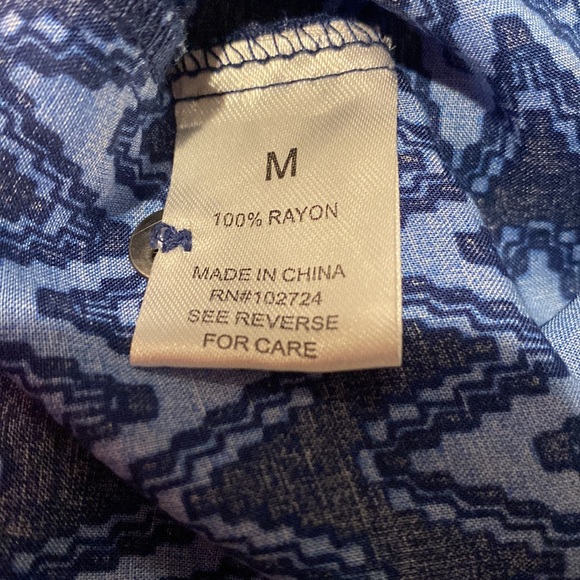 M
100% RAYON
MADE IN CHINA
RN#102724
SEE REVERSE
FOR CARE